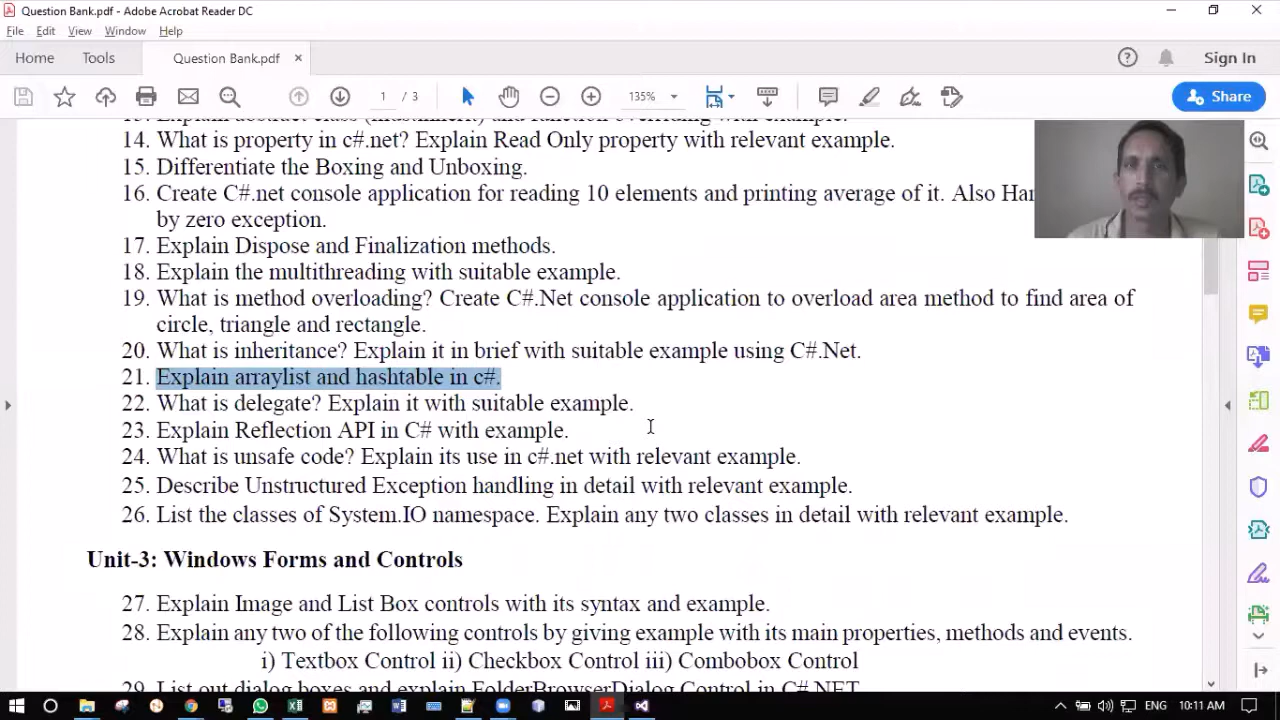 Question Bank.pdf - Adobe Acrobat Reader DC
File Edit View Window Help
Home Tools Question Bank.pdf × Sign In
1 / 3 135% Share
14. What is property in c#.net? Explain Read Only property with relevant example.
15. Differentiate the Boxing and Unboxing.
16. Create C#.net console application for reading 10 elements and printing average of it. Also
by zero exception.
17. Explain Dispose and Finalization methods.
18. Explain the multithreading with suitable example.
19. What is method overloading? Create C#.Net console application to overload area method to find area of
circle, triangle and rectangle.
20. What is inheritance? Explain it in brief with suitable example using C#.Net.
21. Explain arraylist and hashtable in c#.
22. What is delegate? Explain it with suitable example.
23. Explain Reflection API in C# with example.
24. What is unsafe code? Explain its use in c#.net with relevant example.
25. Describe Unstructured Exception handling in detail with relevant example.
26. List the classes of System.IO namespace. Explain any two classes in detail with relevant example.
Unit-3: Windows Forms and Controls
27. Explain Image and List Box controls with its syntax and example.
28. Explain any two of the following controls by giving example with its main properties, methods and events.
i) Textbox Control ii) Checkbox Control iii) Combobox Control
29. List out dialog boxes and explain FolderBrowserDialog Control in C#.NET
ENG 10:11 AM